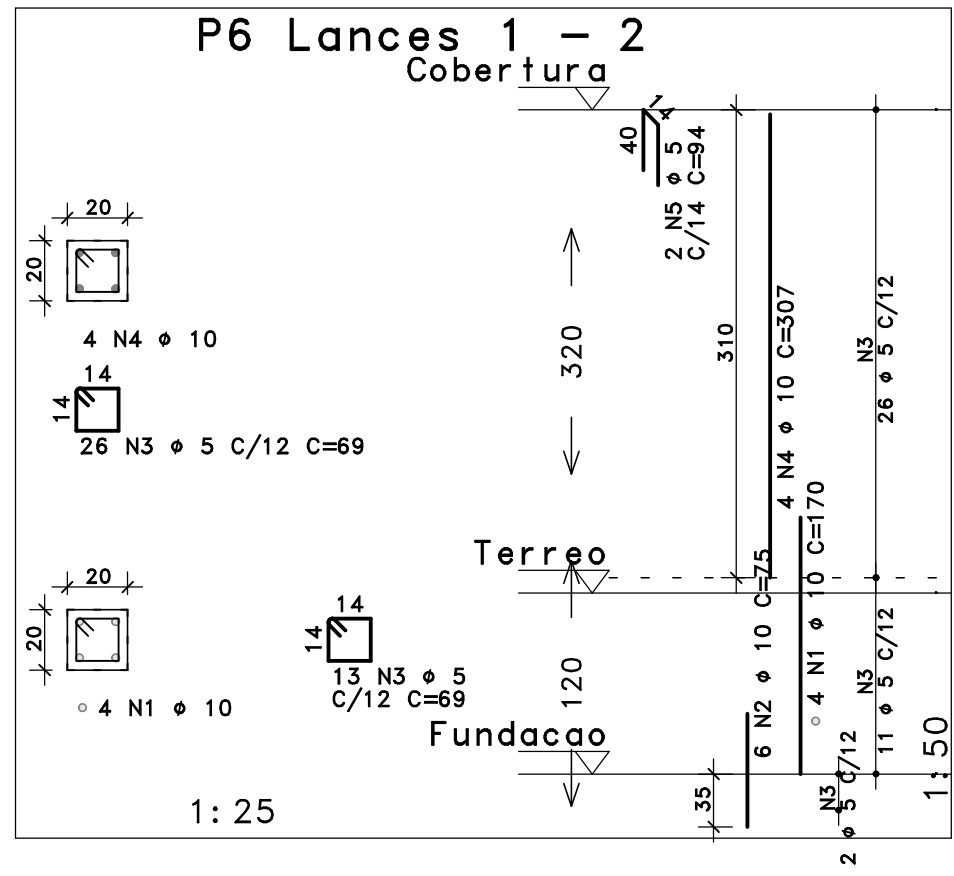 P6 Lances 1 - 2
Cobertura
14
40
2 N5 ø 5
C/14 C=94
20
20
4 N4 ø 10
14
14
26 N3 ø 5 C/12 C=69
320
310
4 N4 ø 10 C=307
N3
26 ø 5 C/12
Terreo
20
20
4 N1 ø 10
14
14
13 N3 ø 5
C/12 C=69
120
6 N2 ø 10 C=75
4 N1 ø 10 C=170
N3
11 ø 5 C/12
Fundacao
35
N3
2 ø 5 C/12
1:25
1:50